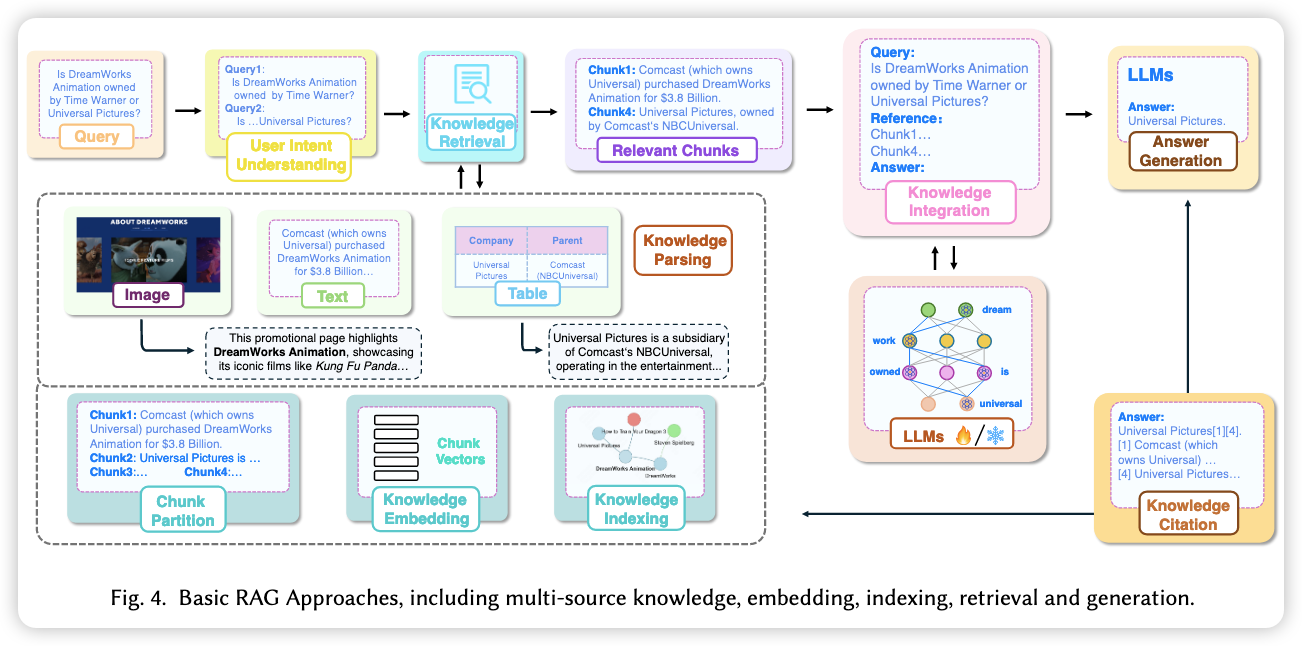 Is DreamWorks
Animation owned
by Time Warner or
Universal Pictures?
Query
Query1:
Is DreamWorks Animation
owned by Time Warner?
Query2:
Is ...Universal Pictures?
User Intent
Understanding
Knowledge
Retrieval
Chunk1: Comcast (which owns
Universal) purchased DreamWorks
Animation for $3.8 Billion.
Chunk4: Universal Pictures, owned
by Comcast's NBCUniversal.
Relevant Chunks
Query:
Is DreamWorks Animation
owned by Time Warner or
Universal Pictures?
Reference:
Chunk1...
Chunk4...
Answer:
Knowledge
Integration
LLMs
Answer:
Universal Pictures.
Answer
Generation
ABOUT DREAMWORKS
Image
Comcast (which owns
Universal) purchased
DreamWorks Animation
for $3.8 Billion...
Text
Company Parent
Universal Comcast
Pictures (NBCUniversal)
Table
Knowledge
Parsing
This promotional page highlights
DreamWorks Animation, showcasing
its iconic films like Kung Fu Panda...
Universal Pictures is a subsidiary
of Comcast's NBCUniversal,
operating in the entertainment...
dream
work
owned is
universal
LLMs
Chunk1: Comcast (which owns
Universal) purchased DreamWorks
Animation for $3.8 Billion.
Chunk2: Universal Pictures is ...
Chunk3:... Chunk4:...
Chunk
Partition
Chunk
Vectors
Knowledge
Embedding
How to Train Your Dragon 3
Universal Pictures
Steven Spielberg
DreamWorks Animation
DreamWorks
Knowledge
Indexing
Answer:
Universal Pictures[1][4].
[1] Comcast (which
owns Universal) ...
[4] Universal Pictures...
Knowledge
Citation
Fig. 4. Basic RAG Approaches, including multi-source knowledge, embedding, indexing, retrieval and generation.